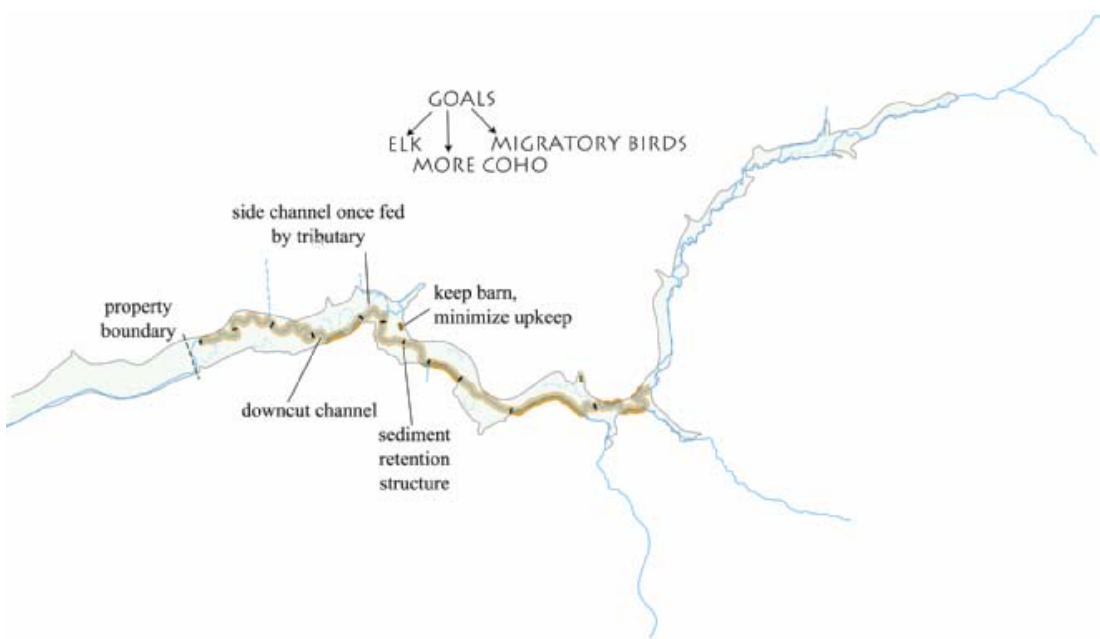 GOALS
ELK
MIGRATORY BIRDS
MORE COHO
side channel once fed
by tributary
keep barn,
minimize upkeep
property
boundary
downcut channel
sediment
retention
structure